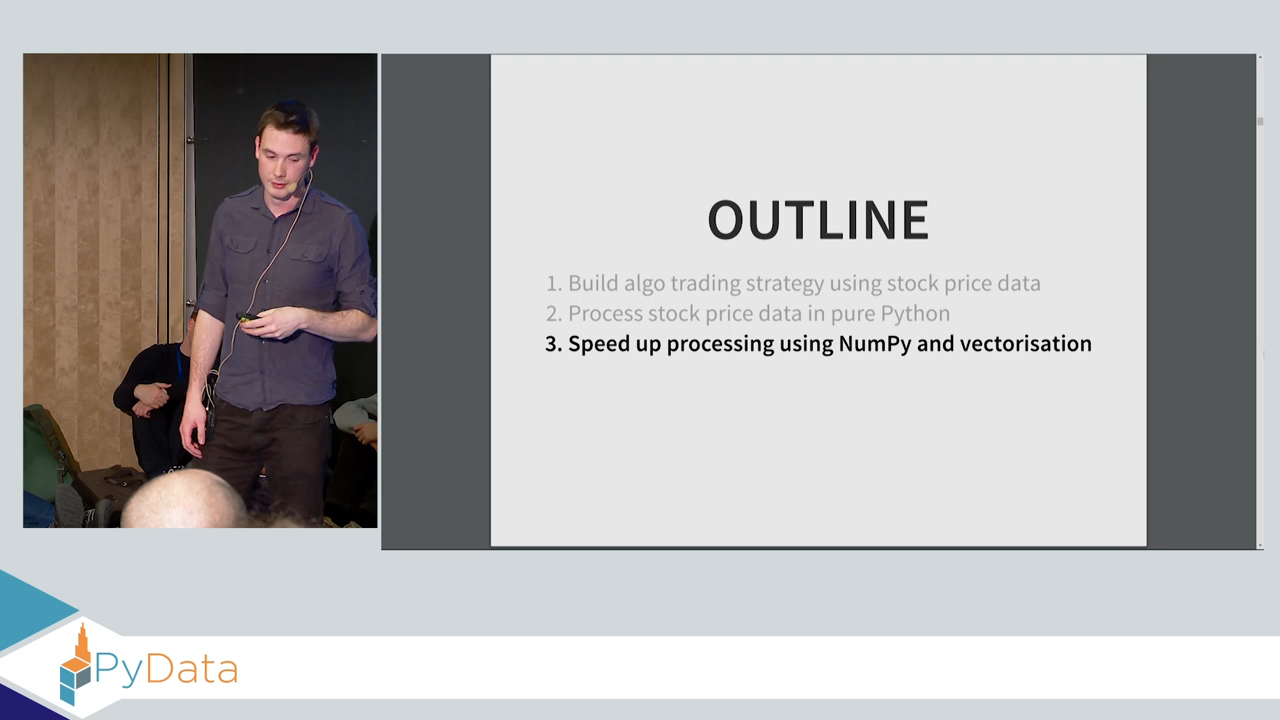 OUTLINE
1. Build algo trading strategy using stock price data
2. Process stock price data in pure Python
3. Speed up processing using NumPy and vectorisation
PyData